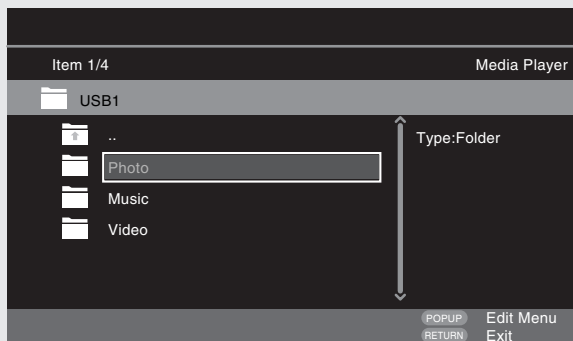 Item 1/4
Media Player
USB1
..
Type:Folder
Photo
Music
Video
POPUP Edit Menu
RETURN Exit